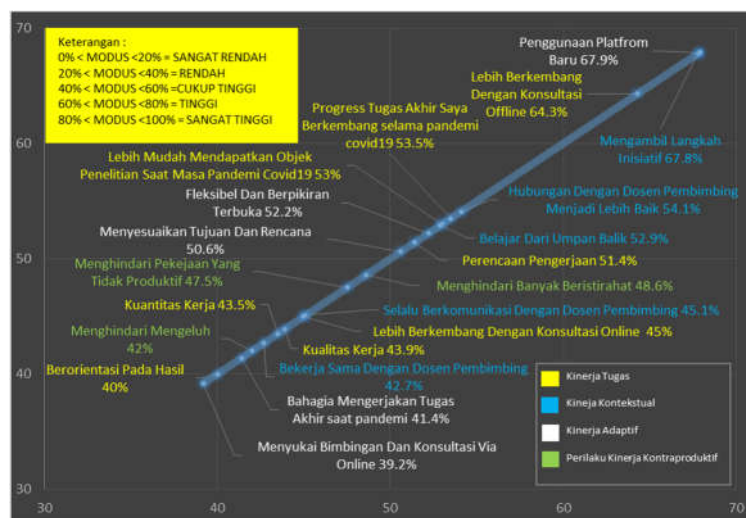 70
60
50
40
30
Keterangan :
0% < MODUS <20% = SANGAT RENDAH
20% < MODUS <40% = RENDAH
40% < MODUS <60% =CUKUP TINGGI
60% < MODUS <80% = TINGGI
80% < MODUS <100% = SANGAT TINGGI
Penggunaan Platfrom
Baru 67.9%
Lebih Berkembang
Dengan Konsultasi
Offline 64.3%
Progress Tugas Akhir Saya
Berkembang selama pandemi
covid19 53.5%
Mengambil Langkah
Inisiatif 67.8%
Lebih Mudah Mendapatkan Objek
Penelitian Saat Masa Pandemi Covid19 53%
Hubungan Dengan Dosen Pembimbing
Menjadi Lebih Baik 54.1%
Fleksibel Dan Berpikiran
Terbuka 52.2%
Menyesuaikan Tujuan Dan Rencana
50.6%
Belajar Dari Umpan Balik 52.9%
Perencaan Pengerjaan 51.4%
Menghindari Pekejaan Yang
Tidak Produktif 47.5%
Menghindari Banyak Beristirahat 48.6%
Kuantitas Kerja 43.5%
Selalu Berkomunikasi Dengan Dosen Pembimbing 45.1%
Menghindari Mengeluh
42%
Lebih Berkembang Dengan Konsultasi Online 45%
Kualitas Kerja 43.9%
Berorientasi Pada Hasil
40%
Bekerja Sama Dengan Dosen Pembimbing
42.7%
Bahagia Mengerjakan Tugas
Akhir saat pandemi 41.4%
Menyukai Bimbingan Dan Konsultasi Via
Online 39.2%
Kinerja Tugas
Kineja Kontekstual
Kinerja Adaptif
Perilaku Kinerja Kontraproduktif
30 40 50 60 70